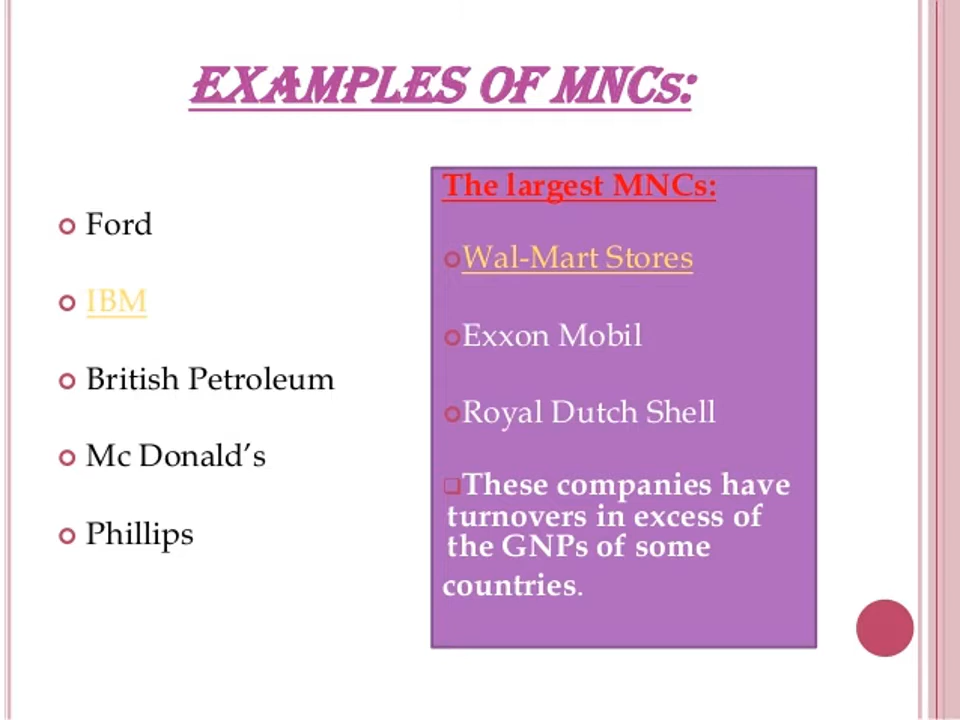 EXAMPLES OF MNCs:
Ford
IBM
British Petroleum
Mc Donald’s
Phillips
The largest MNCs:
Wal-Mart Stores
Exxon Mobil
Royal Dutch Shell
These companies have
turnovers in excess of
the GNPs of some
countries.